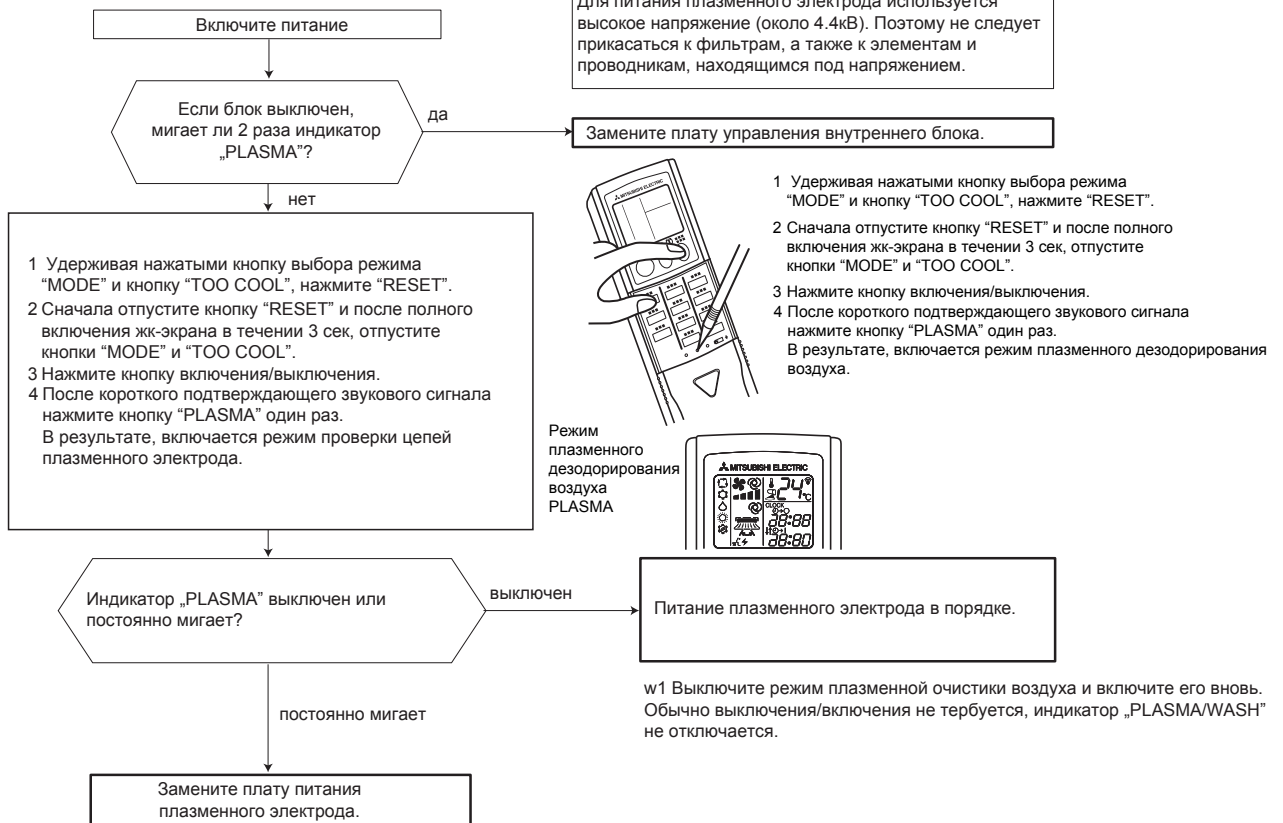 Включите питание
Для питания плазменного электрода используется
высокое напряжение (около 4.4кВ). Поэтому не следует
прикасаться к фильтрам, а также к элементам и
проводникам, находящимся под напряжением.
Если блок выключен,
мигает ли 2 раза индикатор
„PLASMA”?
да
Замените плату управления внутреннего блока.
нет
1 Удерживая нажатыми кнопку выбора режима
“MODE” и кнопку “TOO COOL”, нажмите “RESET”.
2 Сначала отпустите кнопку “RESET” и после полного
включения жк-экрана в течении 3 сек, отпустите
кнопки “MODE” и “TOO COOL”.
3 Нажмите кнопку включения/выключения.
4 После короткого подтверждающего звукового сигнала
нажмите кнопку “PLASMA” один раз.
В результате, включается режим проверки цепей
плазменного электрода.
MITSUBISHI ELECTRIC
1 Удерживая нажатыми кнопку выбора режима
“MODE” и кнопку “TOO COOL”, нажмите “RESET”.
2 Сначала отпустите кнопку “RESET” и после полного
включения жк-экрана в течении 3 сек, отпустите
кнопки “MODE” и “TOO COOL”.
3 Нажмите кнопку включения/выключения.
4 После короткого подтверждающего звукового сигнала
нажмите кнопку “PLASMA” один раз.
В результате, включается режим плазменного дезодорирования
воздуха.
Режим
плазменного
дезодорирования
воздуха
PLASMA
MITSUBISHI ELECTRIC
24°C
CLOCK
88:88
88:80
Индикатор „PLASMA” выключен или
постоянно мигает?
выключен
Питание плазменного электрода в порядке.
w1 Выключите режим плазменной очистики воздуха и включите его вновь.
Обычно выключения/включения не тербуется, индикатор „PLASMA/WASH”
не отключается.
постоянно мигает
Замените плату питания
плазменного электрода.